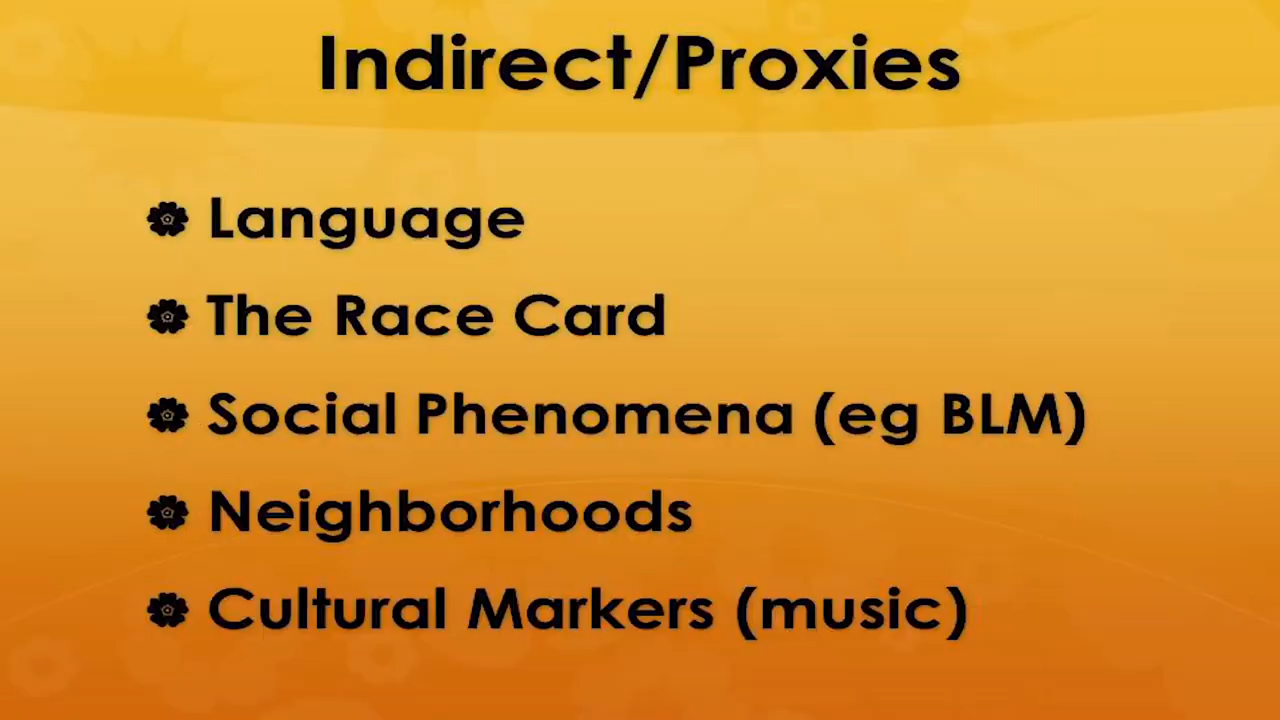 Indirect/Proxies
Language
The Race Card
Social Phenomena (eg BLM)
Neighborhoods
Cultural Markers (music)